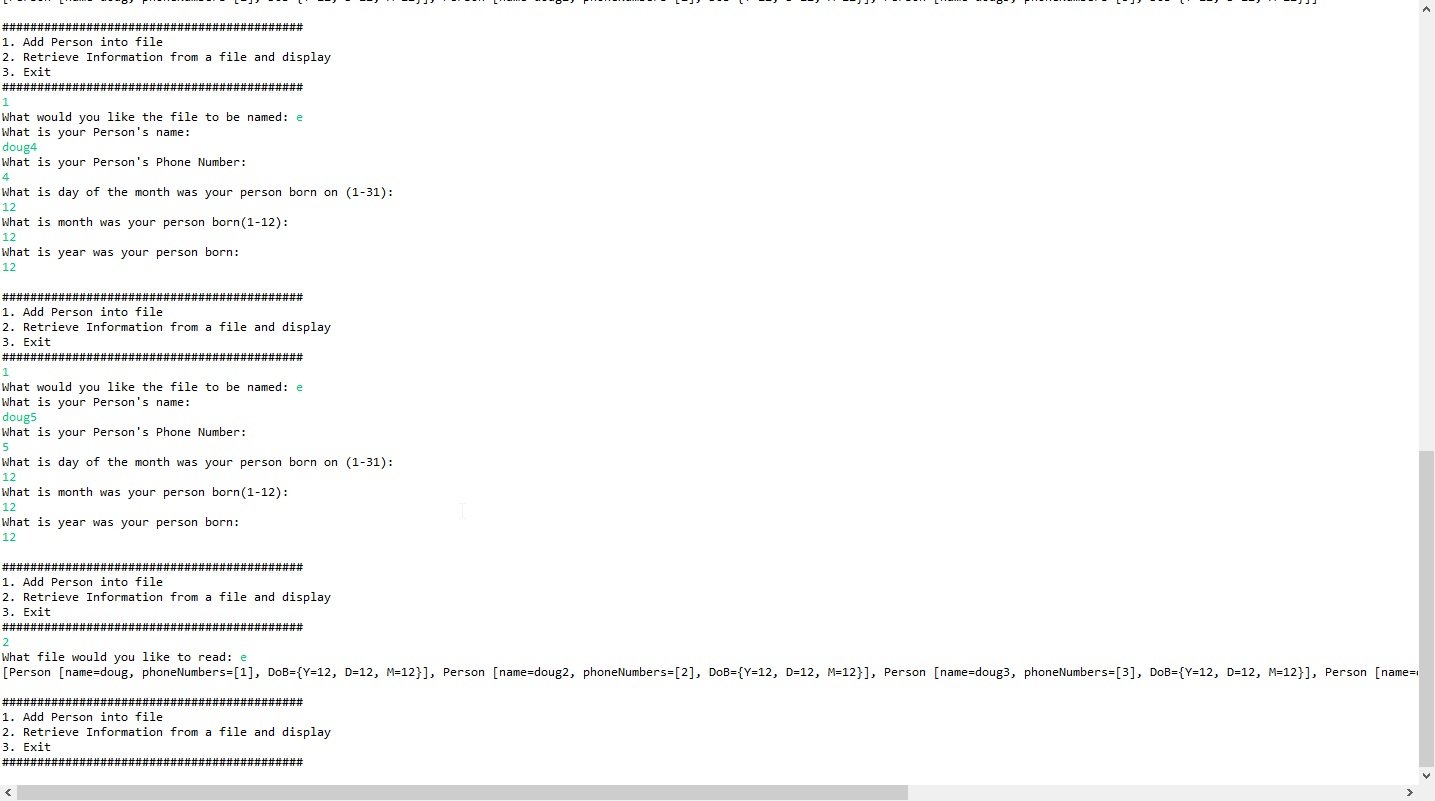 ###########################################
1. Add Person into file
2. Retrieve Information from a file and display
3. Exit
###########################################
1
What would you like the file to be named: e
What is your Person's name:
doug4
What is your Person's Phone Number:
4
What is day of the month was your person born on (1-31):
12
What is month was your person born(1-12):
12
What is year was your person born:
12
###########################################
1. Add Person into file
2. Retrieve Information from a file and display
3. Exit
###########################################
1
What would you like the file to be named: e
What is your Person's name:
doug5
What is your Person's Phone Number:
5
What is day of the month was your person born on (1-31):
12
What is month was your person born(1-12):
12
What is year was your person born:
12
###########################################
1. Add Person into file
2. Retrieve Information from a file and display
3. Exit
###########################################
2
What file would you like to read: e
[Person [name=doug, phoneNumbers=[1], DoB={Y=12, D=12, M=12}], Person [name=doug2, phoneNumbers=[2], DoB={Y=12, D=12, M=12}], Person [name=doug3, phoneNumbers=[3], DoB={Y=12, D=12, M=12}], Person [name=
###########################################
1. Add Person into file
2. Retrieve Information from a file and display
3. Exit
###########################################